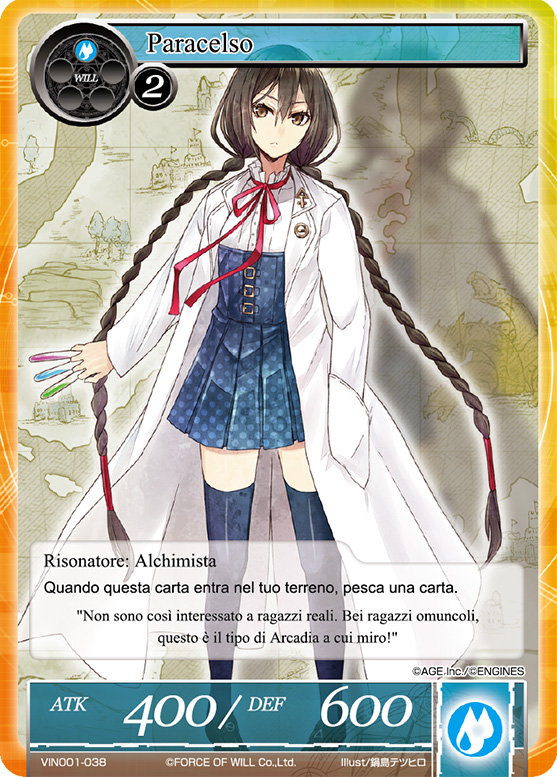 Paracelso
WILL
2
Risonatore: Alchimista
Quando questa carta entra nel tuo terreno, pesca una carta.
"Non sono così interessato a ragazzi reali. Bei ragazzi omuncoli,
questo è il tipo di Arcadia a cui miro!"
©AGE.Inc./©ENGINES
ATK 400/ DEF 600
VIN001-038 ©FORCE OF WILL Co.,Ltd. Illust/鍋島テツヒロ